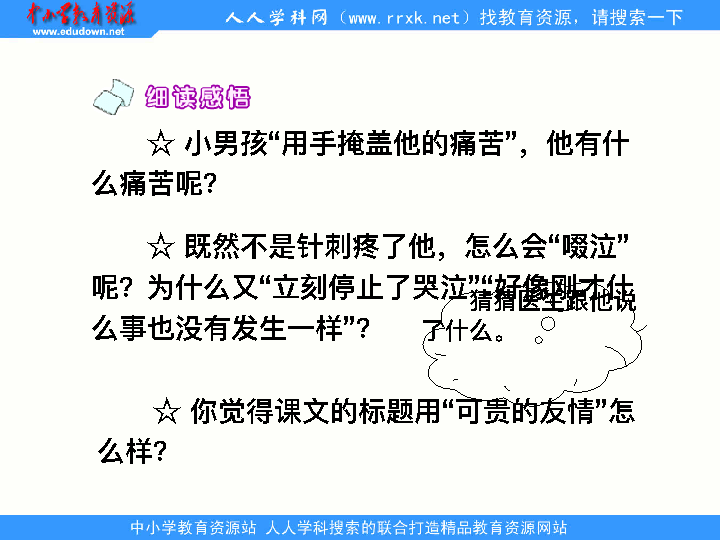 中小学教育资源
www.edudown.net
人人学科网（www.rrxk.net）找教育资源，请搜索一下
细读感悟
☆ 小男孩“用手掩盖他的痛苦”，他有什
么痛苦呢？
☆ 既然不是针刺疼了他，怎么会“啜泣”
呢？为什么又“立刻停止了哭泣”“好像刚才什
么事也没有发生一样”？
猜猜医生跟他说
了什么。
☆ 你觉得课文的标题用“可贵的友情”怎
么样？
中小学教育资源站 人人学科搜索的联合打造精品教育资源网站